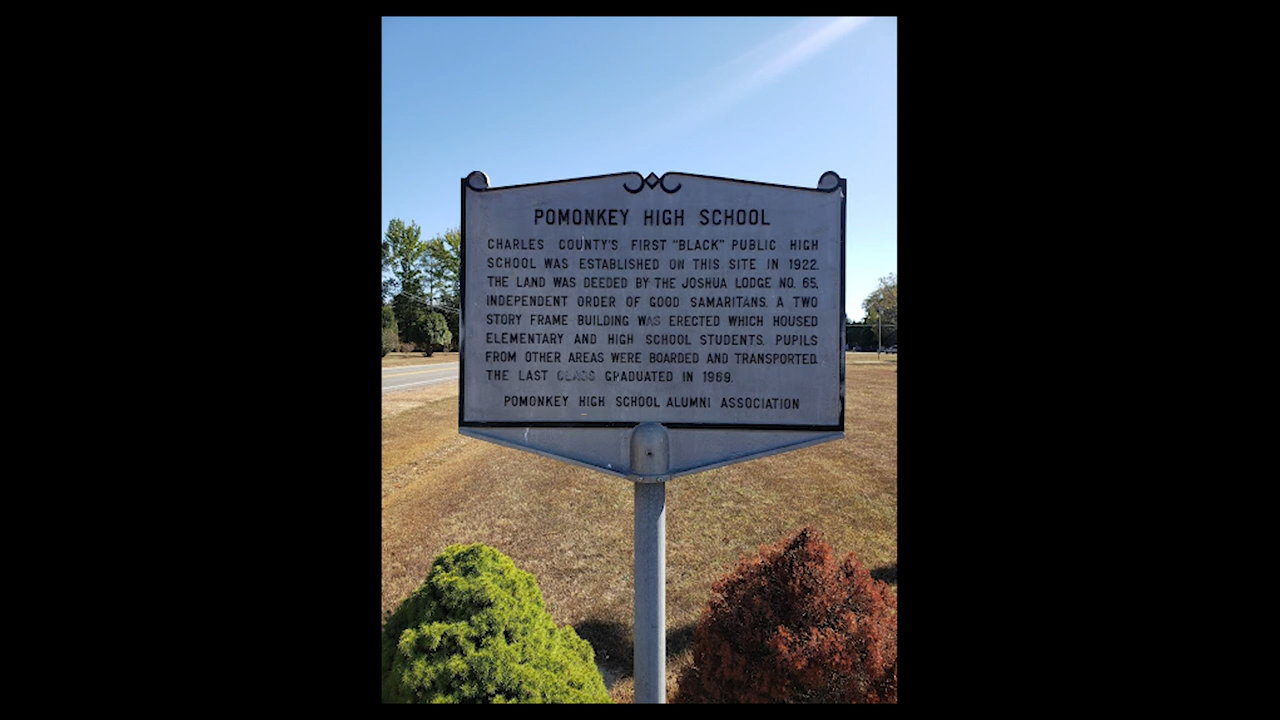 POMONKEY HIGH SCHOOL
CHARLES COUNTY'S FIRST "BLACK" PUBLIC HIGH
SCHOOL WAS ESTABLISHED ON THIS SITE IN 1922.
THE LAND WAS DEEDED BY THE JOSHUA LODGE NO. 65,
INDEPENDENT ORDER OF GOOD SAMARITANS. A TWO
STORY FRAME BUILDING WAS ERECTED WHICH HOUSED
ELEMENTARY AND HIGH SCHOOL STUDENTS. PUPILS
FROM OTHER AREAS WERE BOARDED AND TRANSPORTED.
THE LAST CLASS GRADUATED IN 1969.
POMONKEY HIGH SCHOOL ALUMNI ASSOCIATION